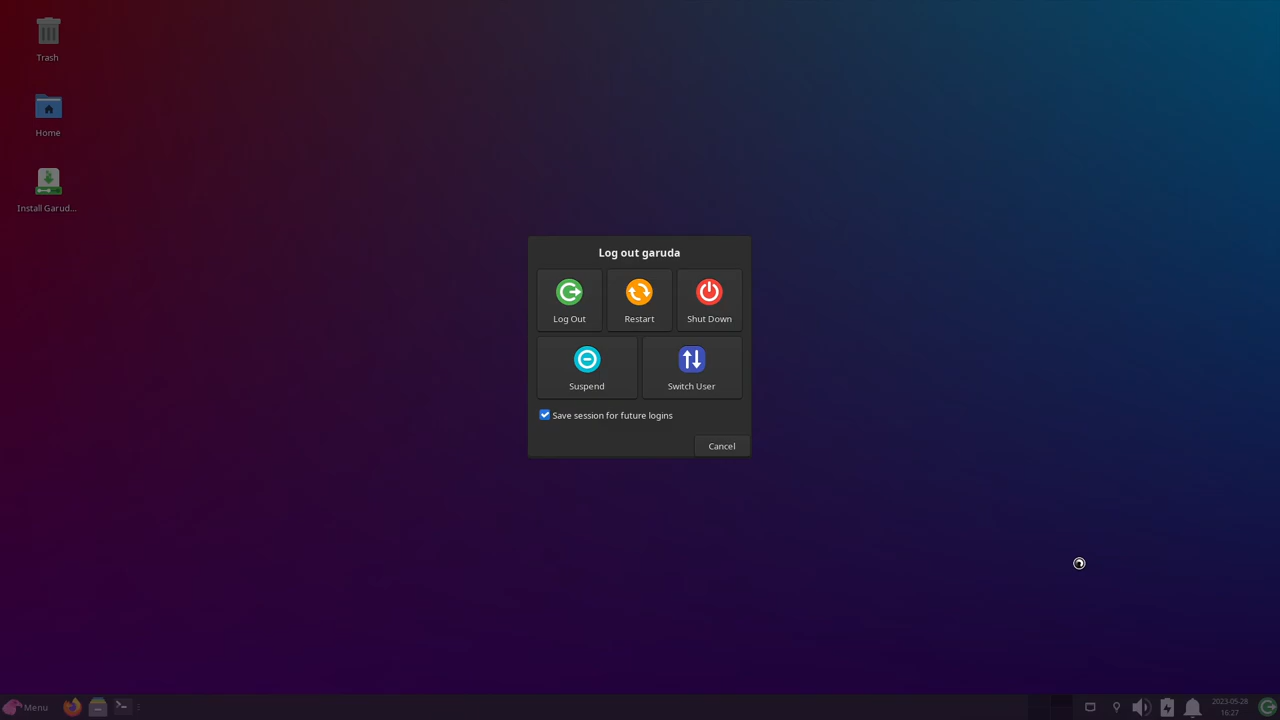 Trash
Home
Install Garud...
Log out garuda
Log Out
Restart
Shut Down
Suspend
Switch User
Save session for future logins
Cancel
Menu
2023-05-28
16:27